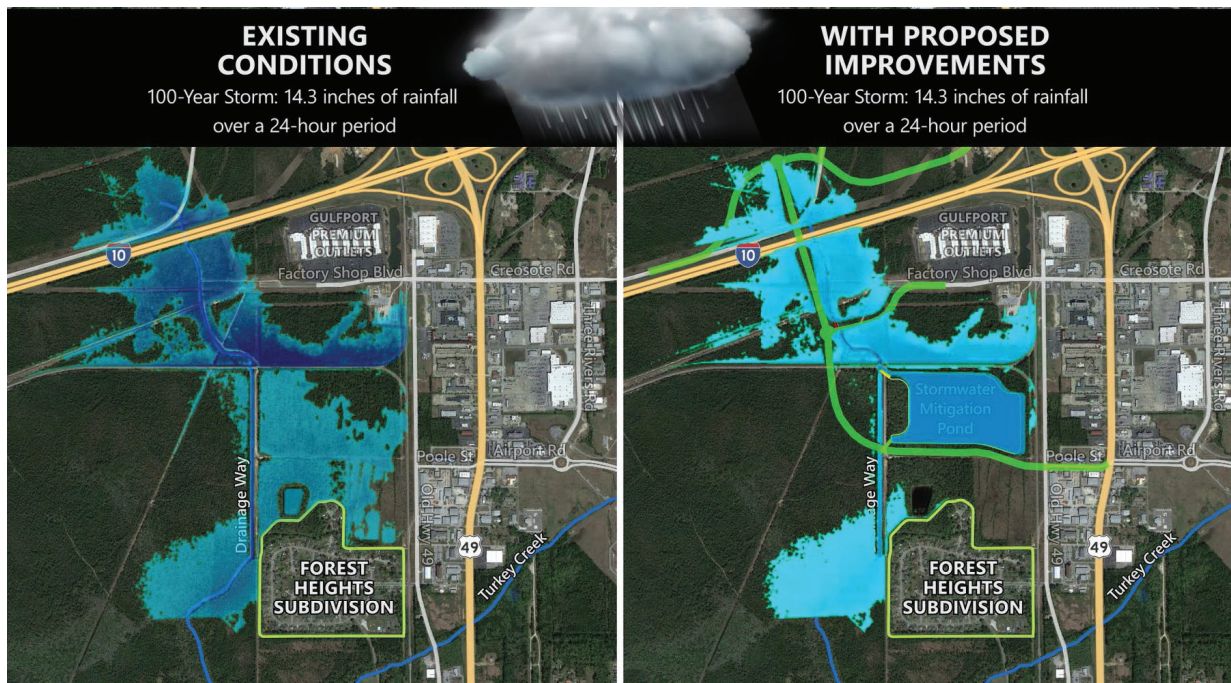 EXISTING
CONDITIONS
100-Year Storm: 14.3 inches of rainfall
over a 24-hour period
GULFPORT
PREMIUM
OUTLETS
10
Factory Shop Blvd
Creosote Rd
Three Rivers Rd
Poole St
Airport Rd
Drainage Way
Old Hwy 49
49
Turkey Creek
FOREST
HEIGHTS
SUBDIVISION
WITH PROPOSED
IMPROVEMENTS
100-Year Storm: 14.3 inches of rainfall
over a 24-hour period
GULFPORT
PREMIUM
OUTLETS
10
Factory Shop Blvd
Creosote Rd
Three Rivers Rd
Stormwater
Mitigation
Pond
Poole St
Airport Rd
ge Way
Old Hwy 49
49
Turkey Creek
FOREST
HEIGHTS
SUBDIVISION